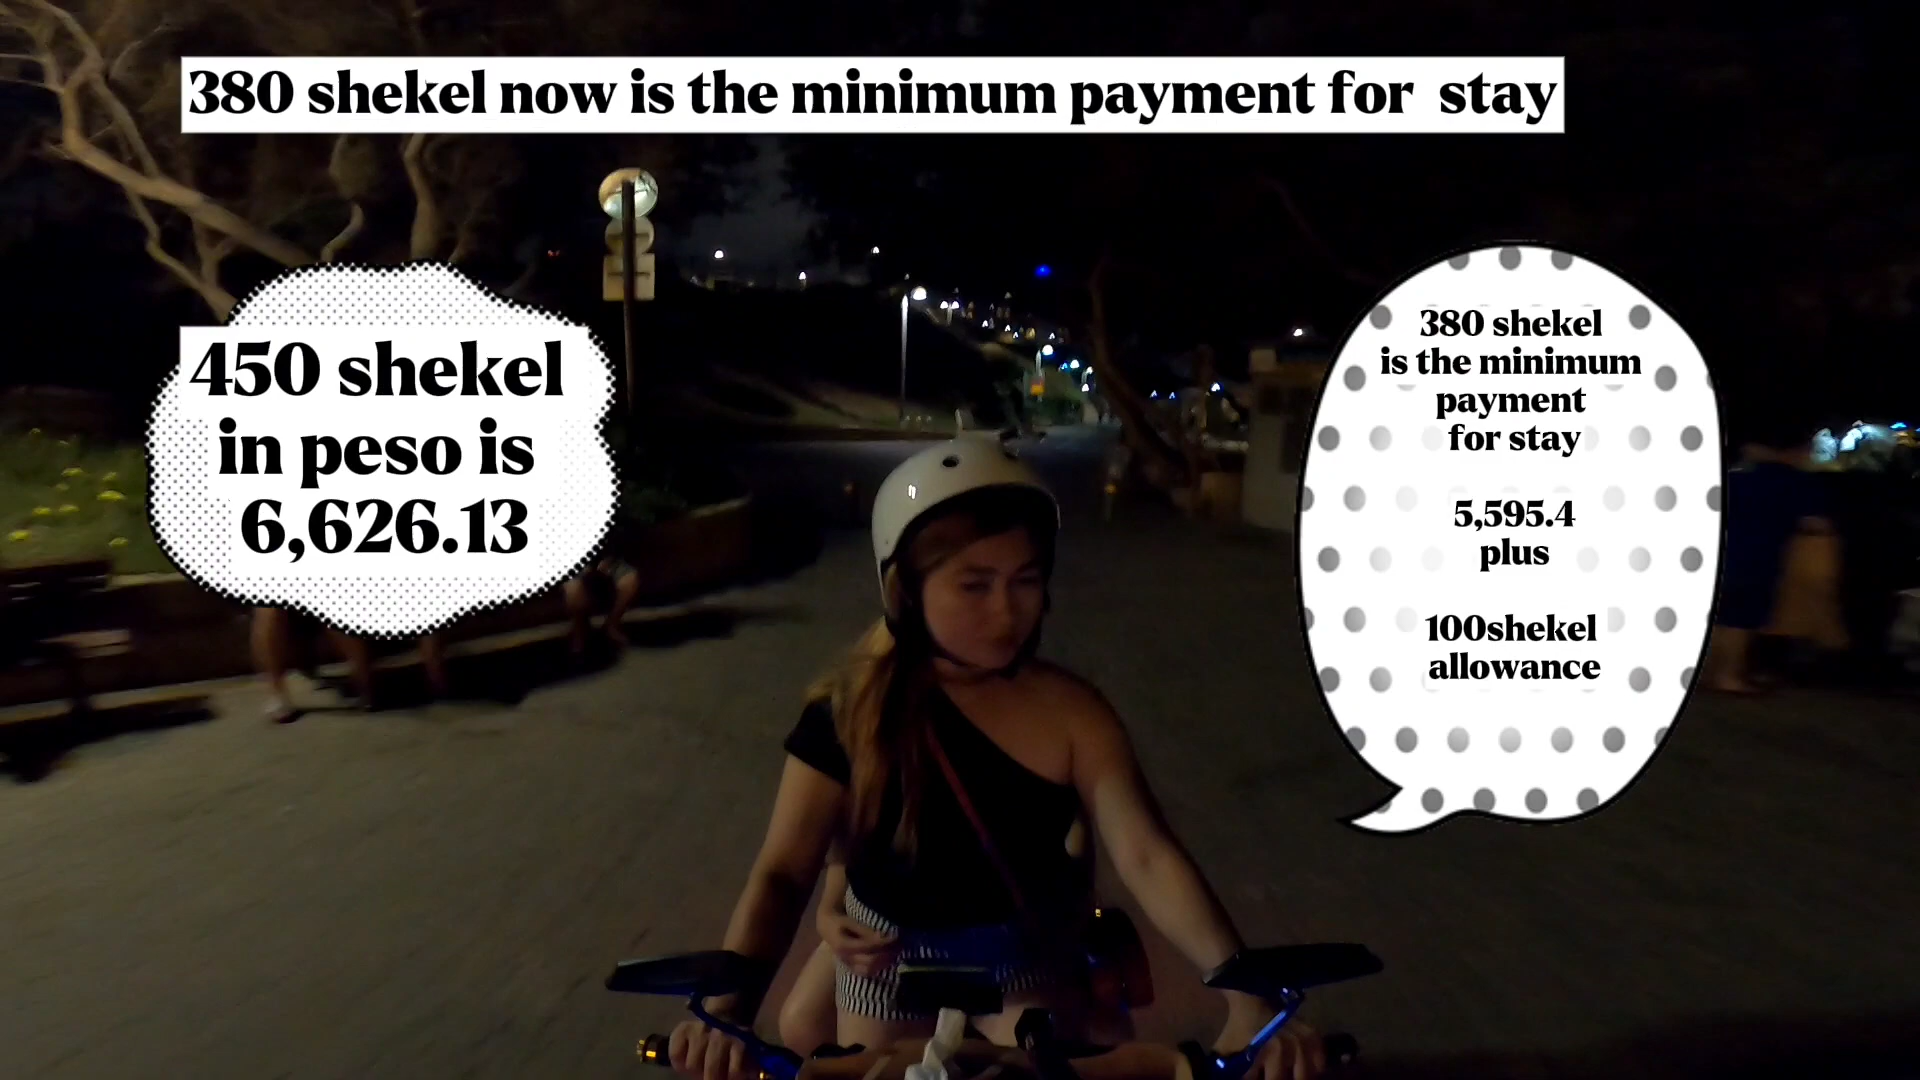 380 shekel now is the minimum payment for stay
450 shekel
in peso is
6,626.13
380 shekel
is the minimum
payment
for stay
5,595.4
plus
100shekel
allowance